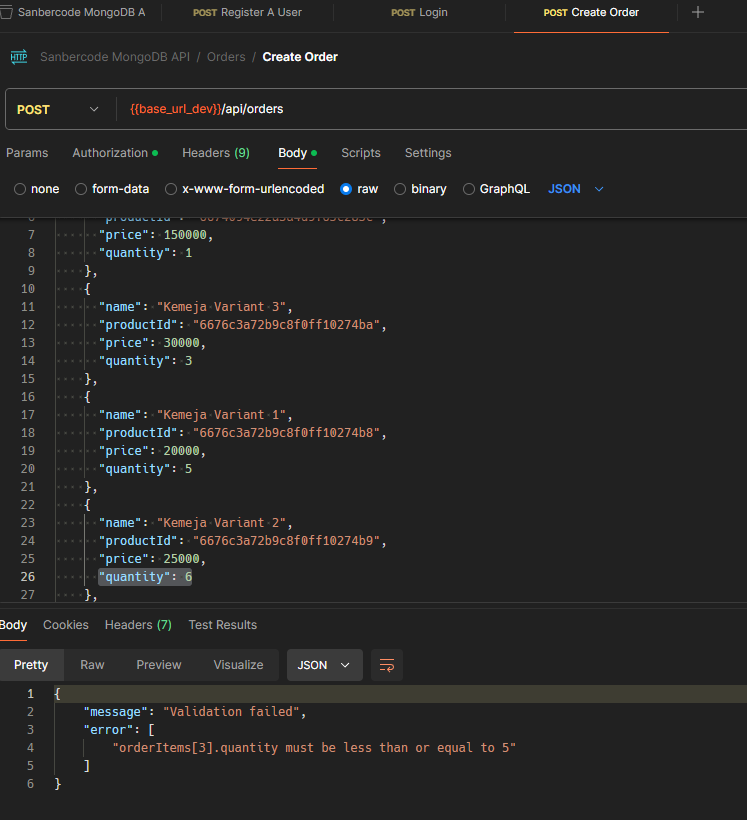 Sanbercode MongoDB A
POST Register A User
POST Login
POST Create Order
HTTP Sanbercode MongoDB API / Orders / Create Order
POST {{base_url_dev}}/api/orders
Params Authorization Headers (9) Body Scripts Settings
none form-data x-www-form-urlencoded raw binary GraphQL JSON
7 "price": 150000,
8 "quantity": 1
9 },
10 {
11 "name": "Kemeja Variant 3",
12 "productId": "6676c3a72b9c8f0ff10274ba",
13 "price": 30000,
14 "quantity": 3
15 },
16 {
17 "name": "Kemeja Variant 1",
18 "productId": "6676c3a72b9c8f0ff10274b8",
19 "price": 20000,
20 "quantity": 5
21 },
22 {
23 "name": "Kemeja Variant 2",
24 "productId": "6676c3a72b9c8f0ff10274b9",
25 "price": 25000,
26 "quantity": 6
27 },
Body Cookies Headers (7) Test Results
Pretty Raw Preview Visualize JSON
1 {
2 "message": "Validation failed",
3 "error": [
4 "orderItems[3].quantity must be less than or equal to 5"
5 ]
6 }